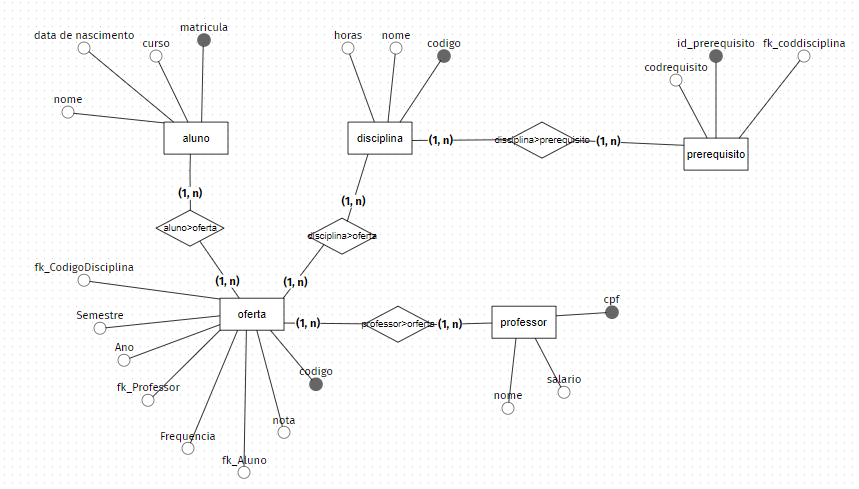 matricula
data de nascimento
curso
nome
aluno
(1, n)
aluno>oferta
(1, n)
horas
nome
codigo
disciplina
(1, n)
disciplina>prerequisito
(1, n)
id_prerequisito
fk_coddisciplina
codrequisito
prerequisito
(1, n)
disciplina>oferta
(1, n)
fk_CodigoDisciplina
Semestre
Ano
fk_Professor
Frequencia
fk_Aluno
nota
codigo
oferta
(1, n)
professor>orferta
(1, n)
professor
cpf
salario
nome